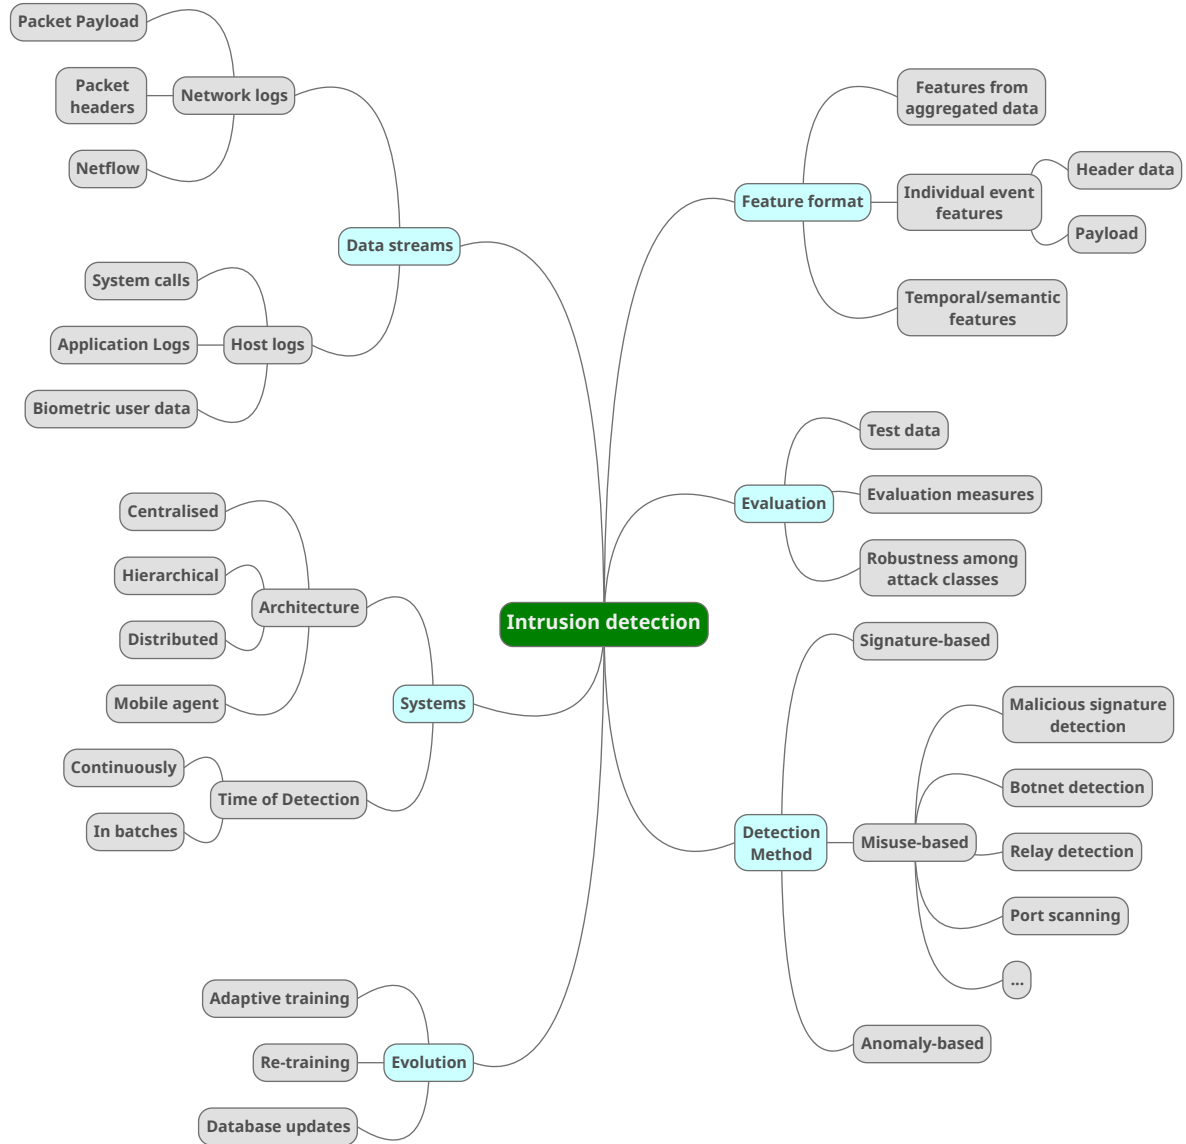 Packet Payload
Packet
headers
Network logs
Netflow
Data streams
System calls
Application Logs
Host logs
Biometric user data
Centralised
Hierarchical
Architecture
Distributed
Mobile agent
Systems
Continuously
Time of Detection
In batches
Adaptive training
Re-training
Evolution
Database updates
Intrusion detection
Features from
aggregated data
Feature format
Individual event
features
Header data
Payload
Temporal/semantic
features
Test data
Evaluation
Evaluation measures
Robustness among
attack classes
Signature-based
Detection
Method
Misuse-based
Malicious signature
detection
Botnet detection
Relay detection
Port scanning
...
Anomaly-based